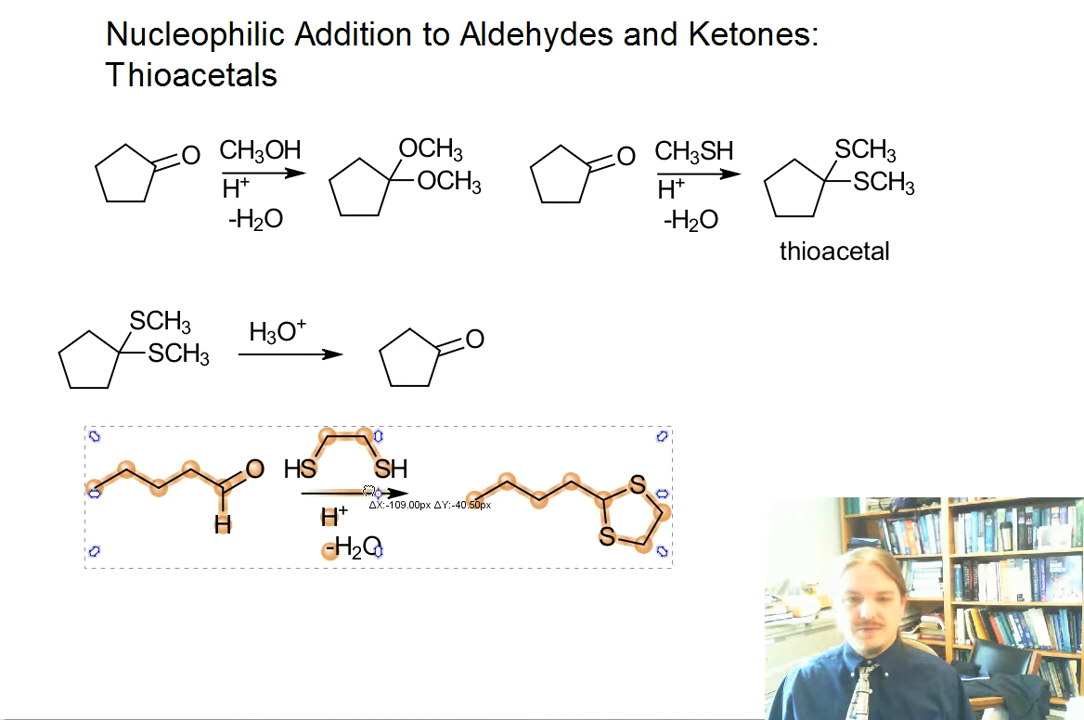 Nucleophilic Addition to Aldehydes and Ketones:
Thioacetals
O CH₃OH OCH₃
H⁺ OCH₃
-H₂O
O CH₃SH SCH₃
H⁺ SCH₃
-H₂O
thioacetal
SCH₃ H₃O⁺ O
SCH₃
O HS SH S
H H⁺ S
-H₂O
ΔX:-109.00px ΔY:-40.50px